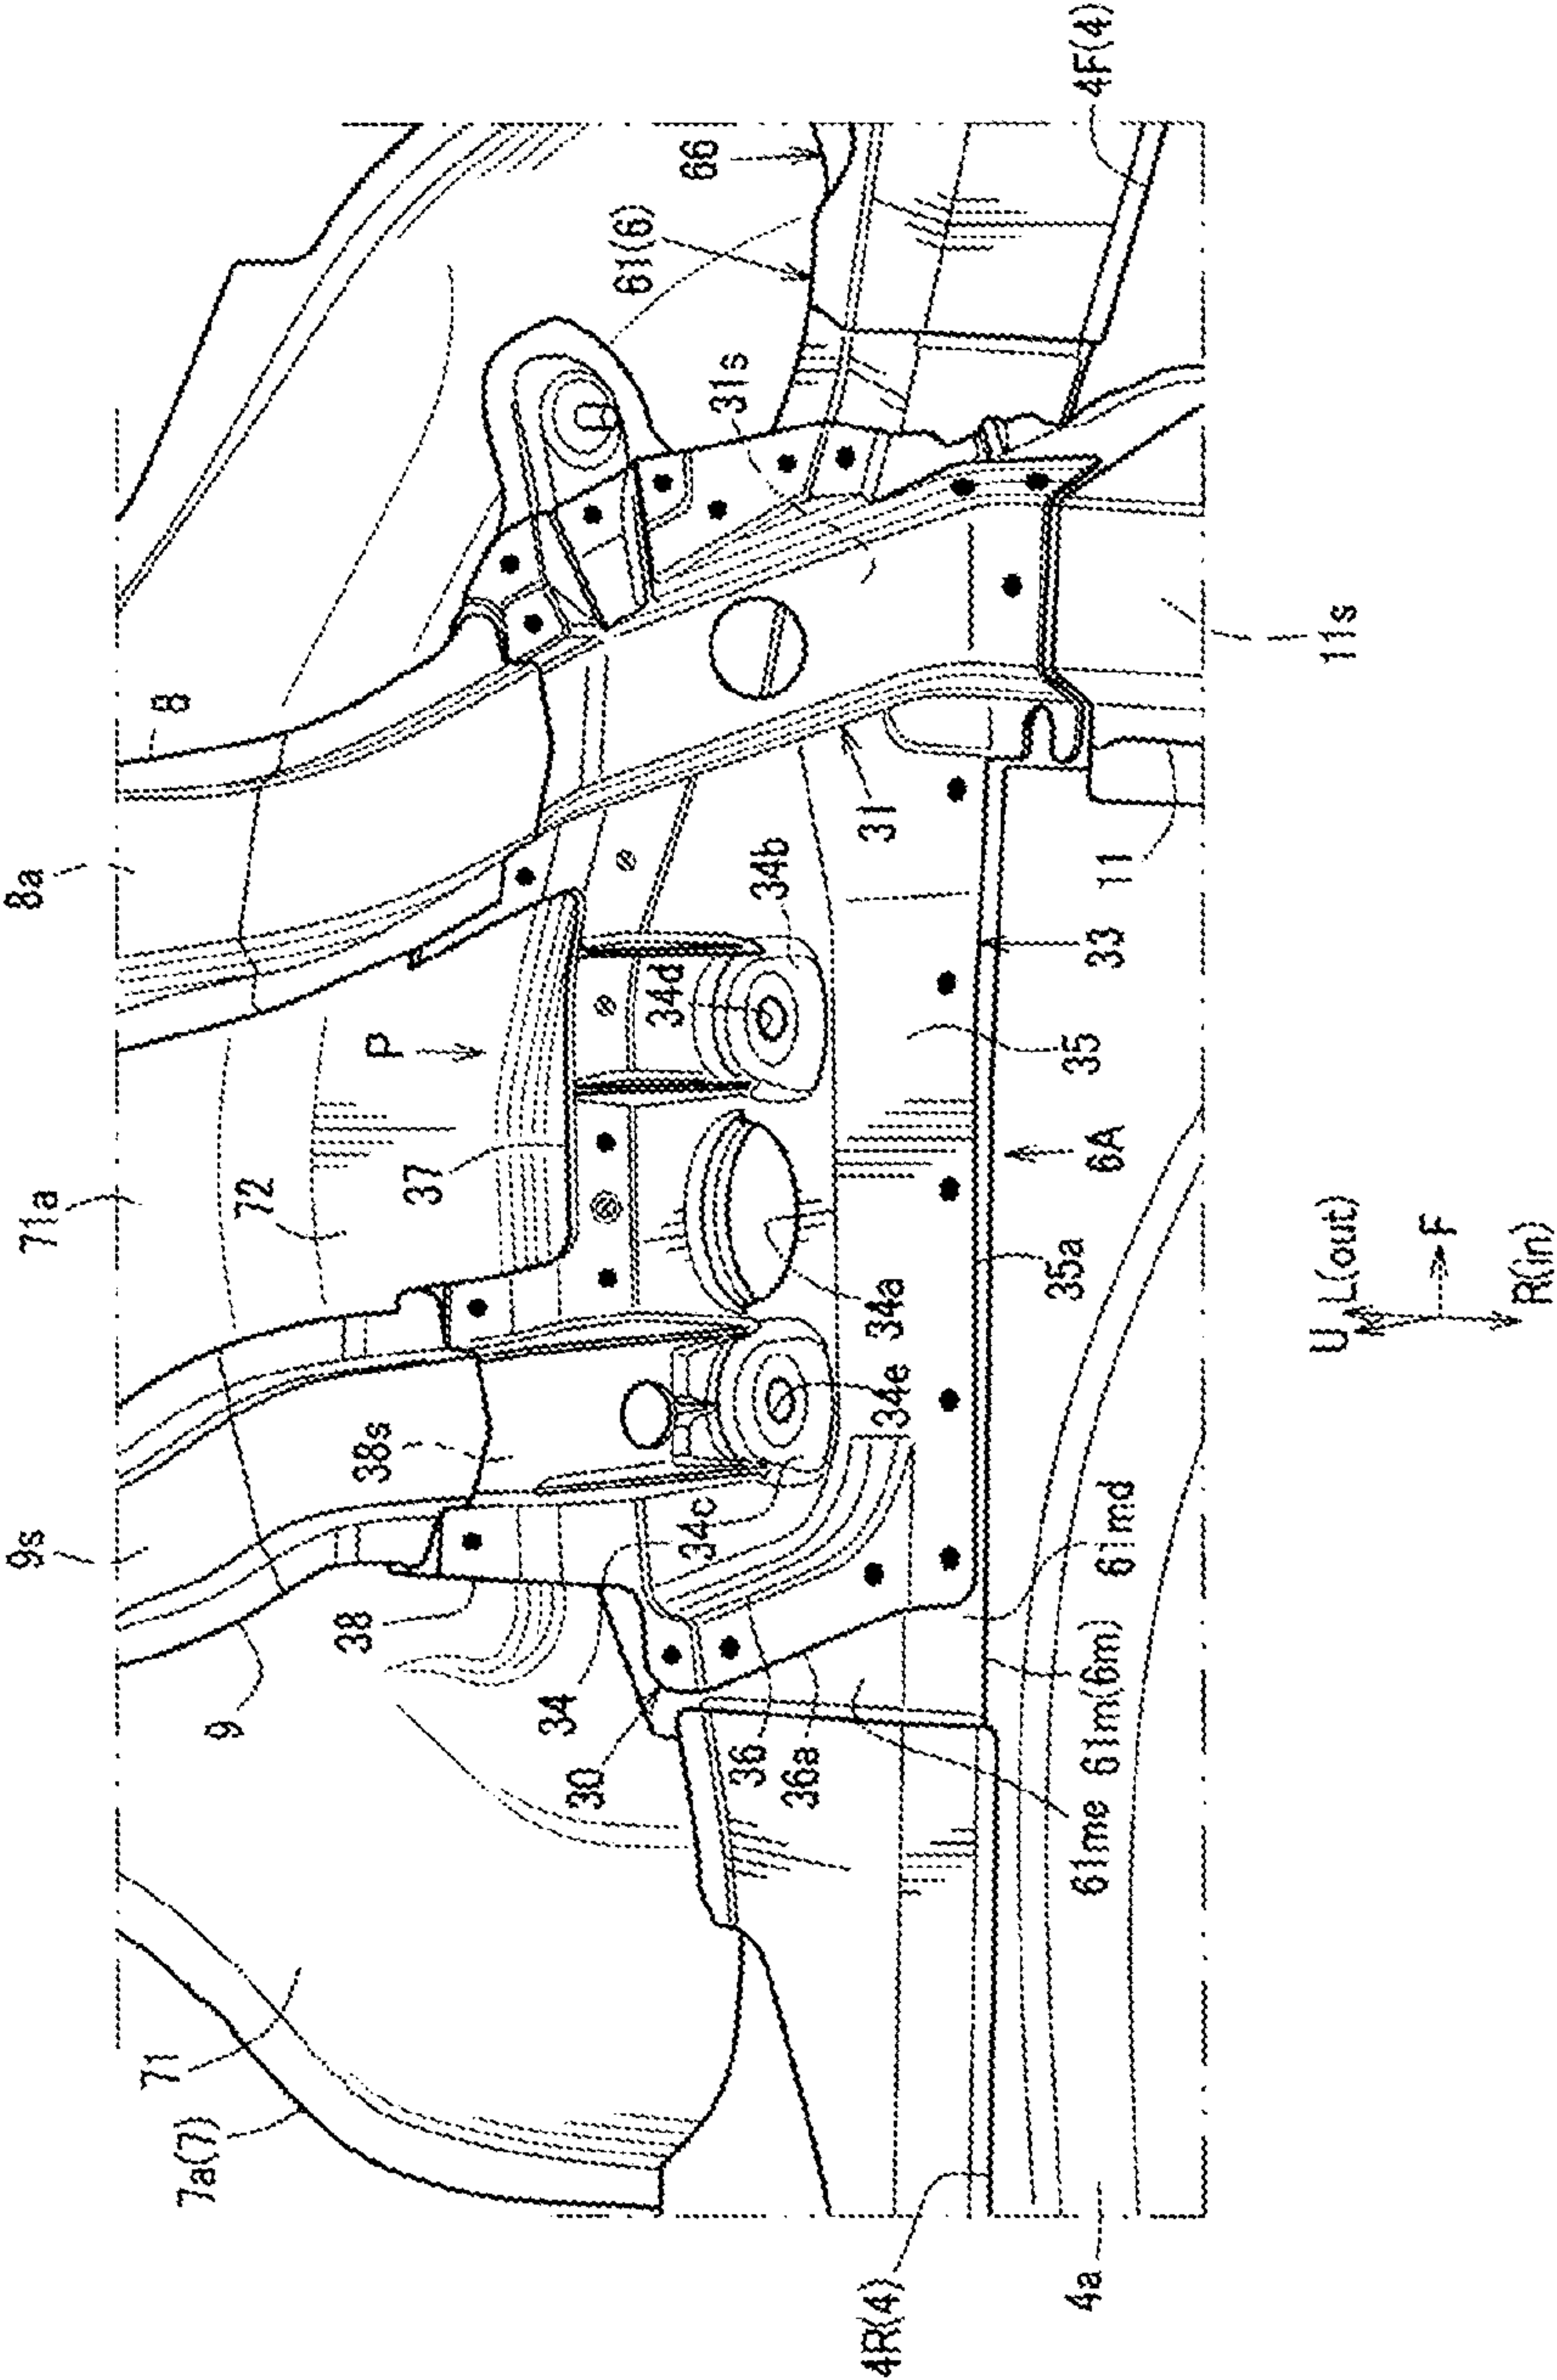 8a
71a
9s
8
72
P
37
38s
38
9
71
7a(7)
66
61(6)
31s
4F(4)
34d
34b
31
11
11s
33
35
6A
35a
34a
34e
34c
34
30
36
36a
61md
61m(6m)
61me
4R(4)
4a
U
L(out)
F
R(in)